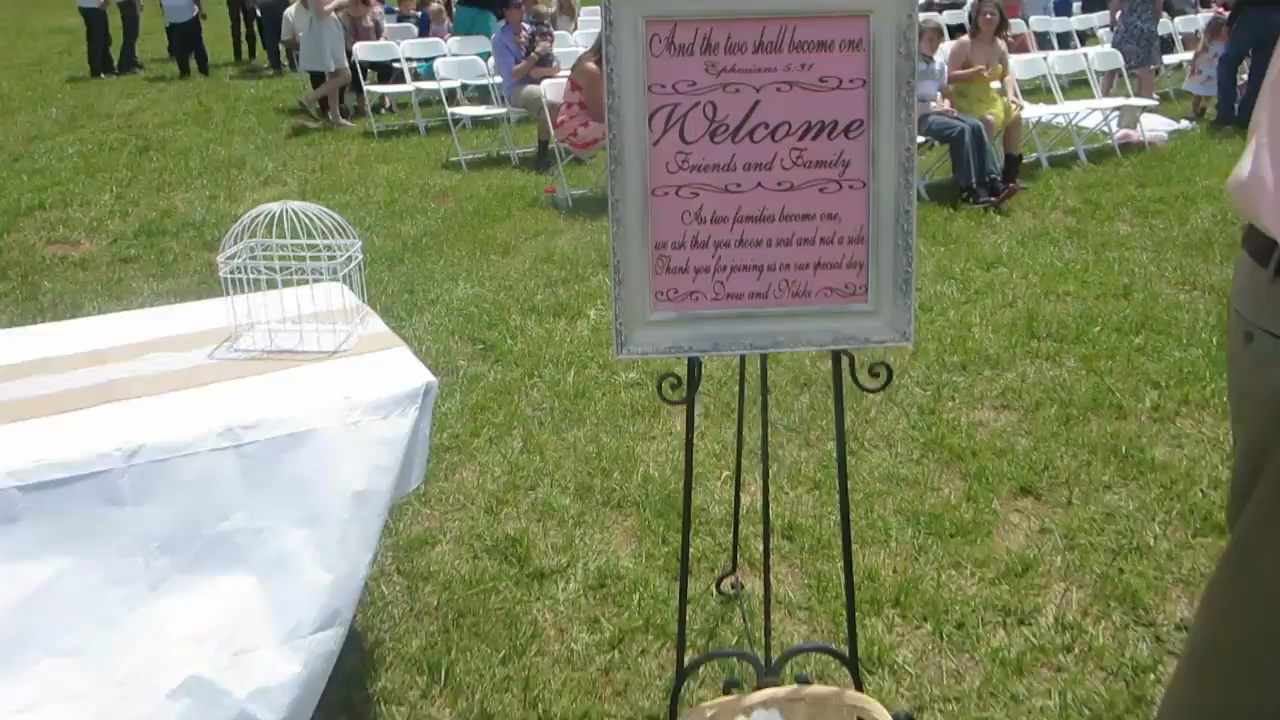 And the two shall become one.
Ephesians 5:31
Welcome
Friends and Family
As two families become one,
we ask that you choose a seat and not a side.
Thank you for joining us on our special day
Drew and Nikki